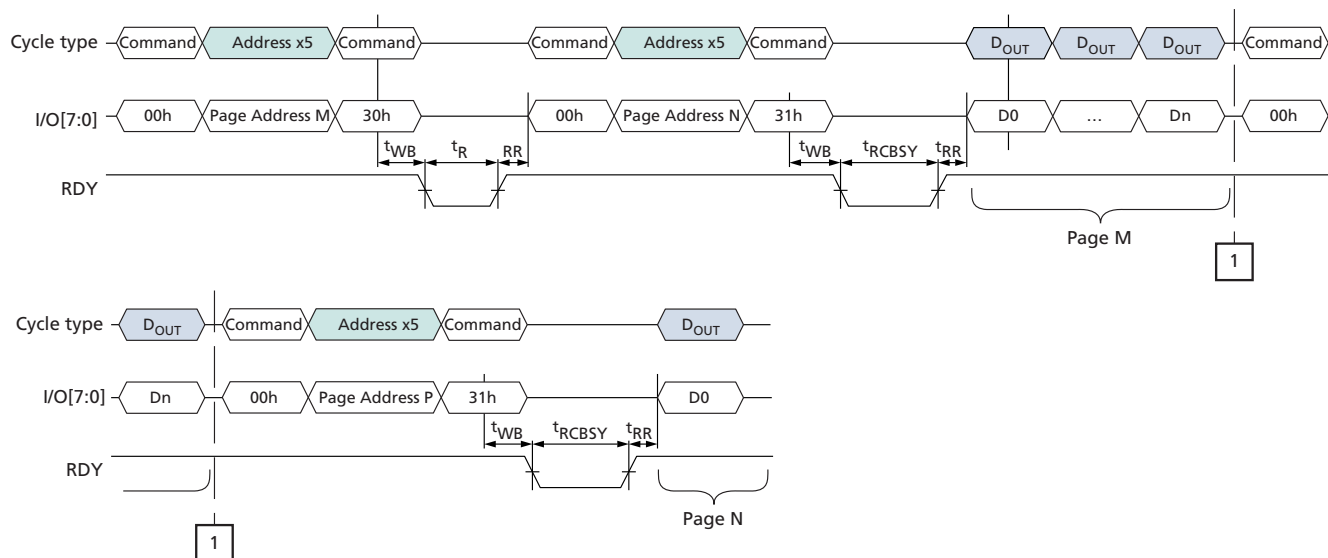 Cycle type Command Address x5 Command Command Address x5 Command DOUT DOUT DOUT Command
I/O[7:0] 00h Page Address M 30h 00h Page Address N 31h D0 ... Dn 00h
tWB tR RR tWB tRCBSY tRR
RDY
Page M
1
Cycle type DOUT Command Address x5 Command DOUT
I/O[7:0] Dn 00h Page Address P 31h D0
tWB tRCBSY tRR
RDY
Page N
1